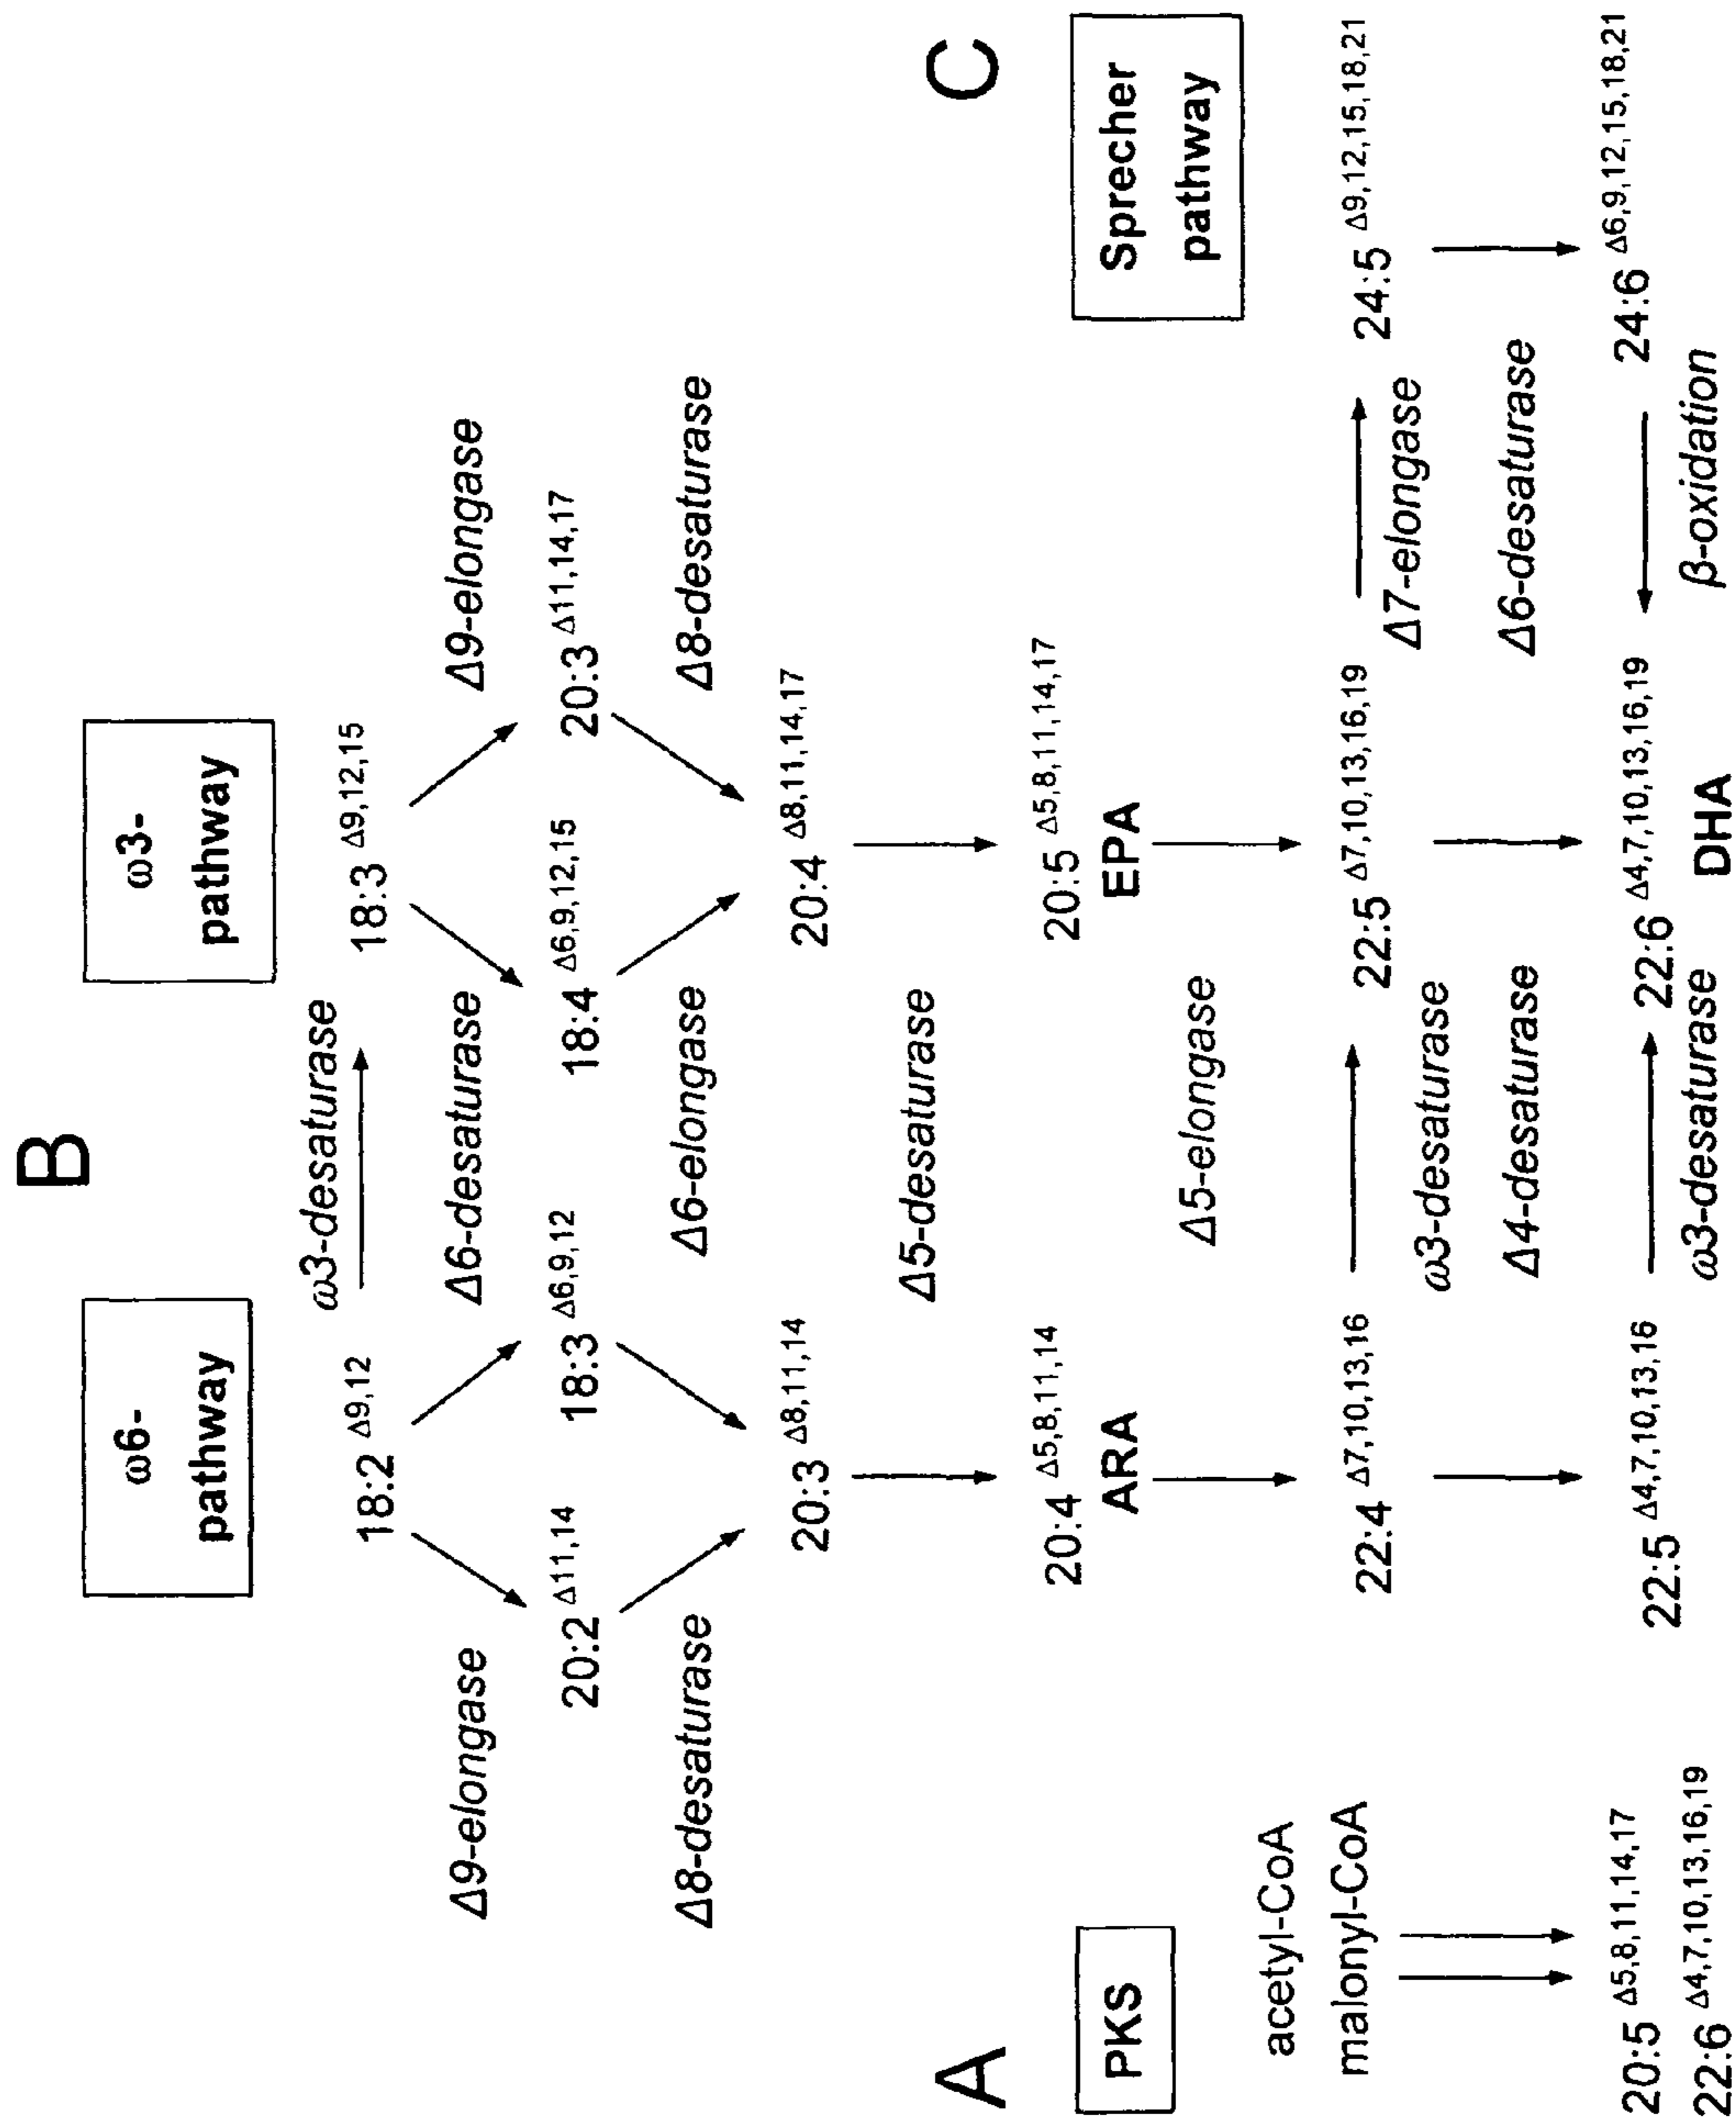 B
ω6-
pathway
ω3-
pathway
ω3-desaturase
18:2 Δ9,12
18:3 Δ9,12,15
Δ9-elongase
Δ6-desaturase
Δ9-elongase
20:2 Δ11,14
18:3 Δ6,9,12
18:4 Δ6,9,12,15
20:3 Δ11,14,17
Δ8-desaturase
Δ6-elongase
Δ8-desaturase
20:3 Δ8,11,14
20:4 Δ8,11,14,17
Δ5-desaturase
A
C
PKS
20:4 Δ5,8,11,14
ARA
20:5 Δ5,8,11,14,17
EPA
Sprecher
pathway
Δ5-elongase
acetyl-CoA
malonyl-CoA
22:4 Δ7,10,13,16
22:5 Δ7,10,13,16,19
24:5 Δ9,12,15,18,21
ω3-desaturase
Δ7-elongase
Δ4-desaturase
Δ6-desaturase
20:5 Δ5,8,11,14,17
22:6 Δ4,7,10,13,16,19
22:5 Δ4,7,10,13,16
22:6 Δ4,7,10,13,16,19
24:6 Δ6,9,12,15,18,21
ω3-desaturase
DHA
β-oxidation